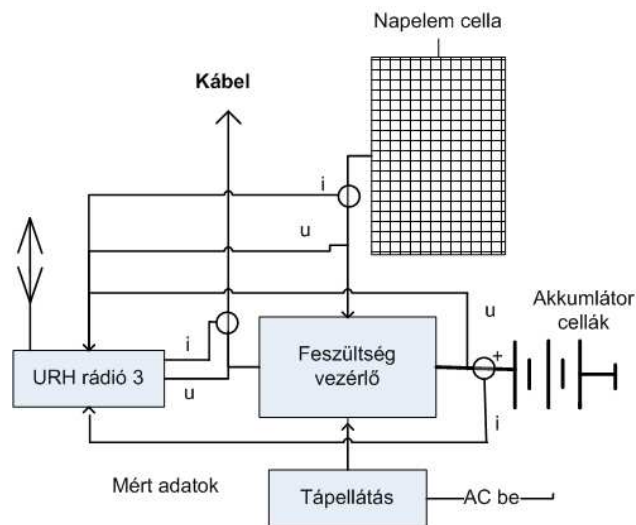 Napelem cella
Kábel
i
u
u
Akkumlátor
cellák
i
u
URH rádió 3
Feszültség
vezérlő
+
i
Mért adatok
Tápellátás
AC be